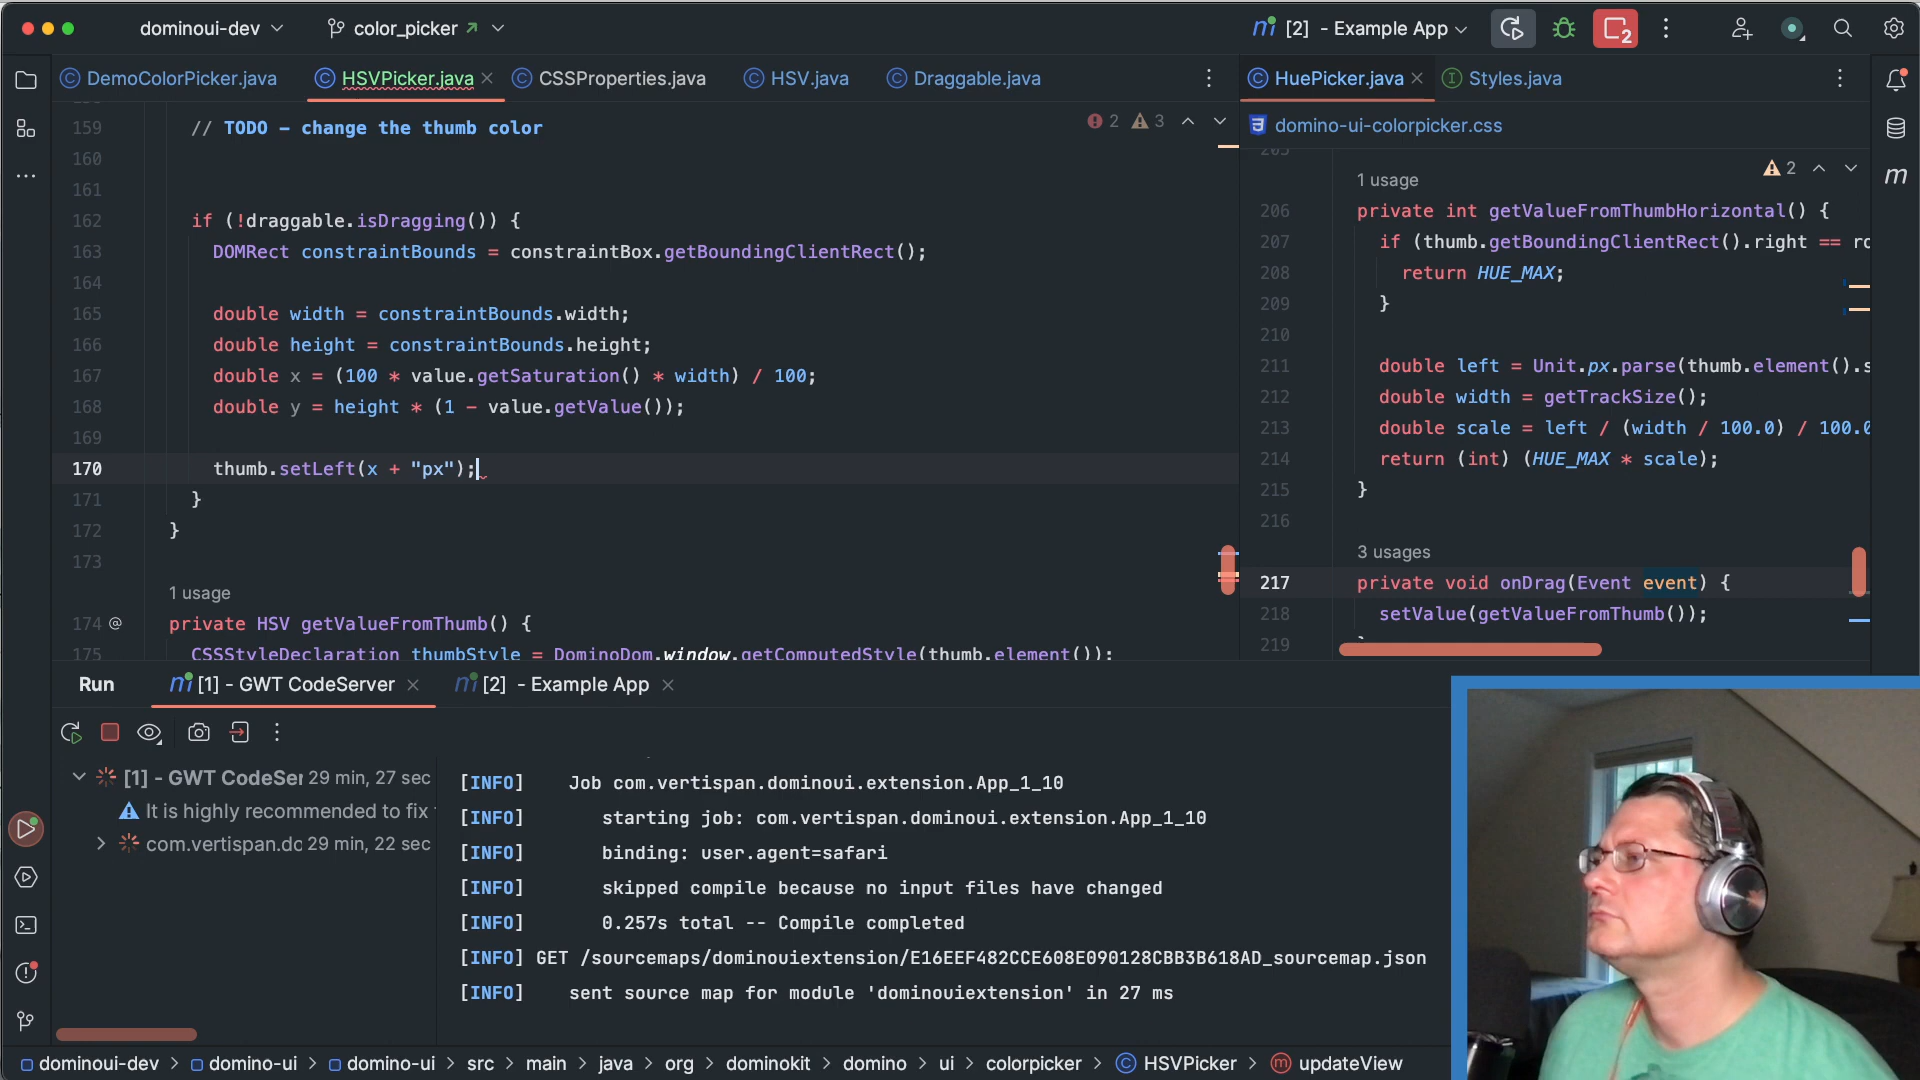 dominoui-dev
color_picker
[2] - Example App
2
DemoColorPicker.java
HSVPicker.java
CSSProperties.java
HSV.java
Draggable.java
HuePicker.java
Styles.java
domino-ui-colorpicker.css
159 // TODO - change the thumb color
2 3
160
161
162 if (!draggable.isDragging()) {
163 DOMRect constraintBounds = constraintBox.getBoundingClientRect();
164
165 double width = constraintBounds.width;
166 double height = constraintBounds.height;
167 double x = (100 * value.getSaturation() * width) / 100;
168 double y = height * (1 - value.getValue());
169
170 thumb.setLeft(x + "px");
171 }
172 }
173
1 usage
174 @ private HSV getValueFromThumb() {
175 CSSStyleDeclaration thumbStyle = DominoDom.window.getComputedStyle(thumb.element());
2
1 usage
206 private int getValueFromThumbHorizontal() {
207 if (thumb.getBoundingClientRect().right == ro
208 return HUE_MAX;
209 }
210
211 double left = Unit.px.parse(thumb.element().s
212 double width = getTrackSize();
213 double scale = left / (width / 100.0) / 100.0
214 return (int) (HUE_MAX * scale);
215 }
216
3 usages
217 private void onDrag(Event event) {
218 setValue(getValueFromThumb());
219
Run
[1] - GWT CodeServer
[2] - Example App
[1] - GWT CodeSer 29 min, 27 sec
It is highly recommended to fix
com.vertispan.dc 29 min, 22 sec
[INFO] Job com.vertispan.dominoui.extension.App_1_10
[INFO] starting job: com.vertispan.dominoui.extension.App_1_10
[INFO] binding: user.agent=safari
[INFO] skipped compile because no input files have changed
[INFO] 0.257s total -- Compile completed
[INFO] GET /sourcemaps/dominouiextension/E16EEF482CCE608E090128CBB3B618AD_sourcemap.json
[INFO] sent source map for module 'dominouiextension' in 27 ms
dominoui-dev > domino-ui > domino-ui > src > main > java > org > dominokit > domino > ui > colorpicker > HSVPicker > updateView